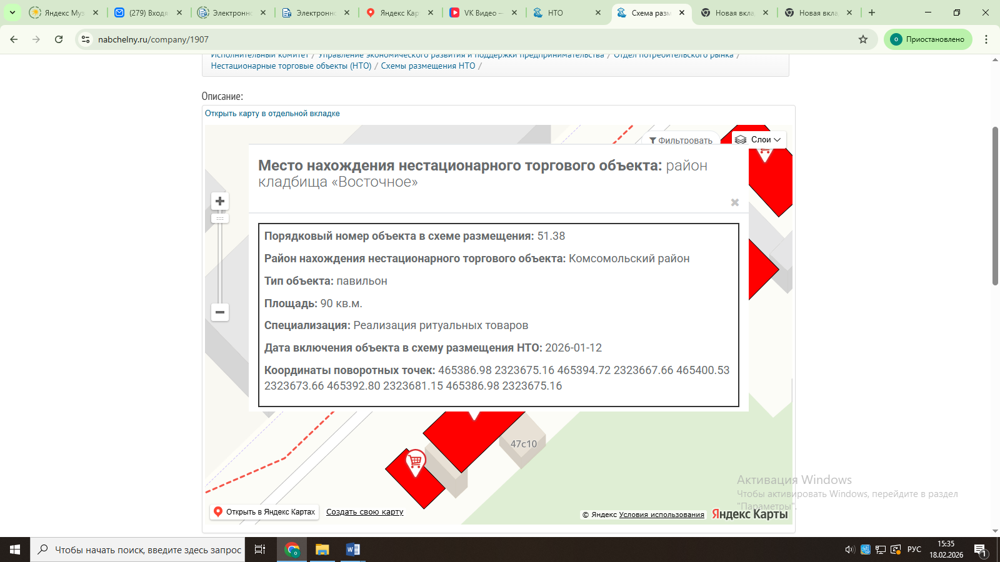 Яндекс Муз
(279) Входя
Электронно
Электронно
Яндекс Кар
VK Видео —
НТО
Схема разм
Новая вкла
Новая вкла
nabchelny.ru/company/1907
Приостановлено
Исполнительный комитет / Управление экономического развития и поддержки предпринимательства / Отдел потребительского рынка /
Нестационарные торговые объекты (НТО) / Схемы размещения НТО /
Описание:
Открыть карту в отдельной вкладке
Фильтровать
Слои
Место нахождения нестационарного торгового объекта: район
кладбища «Восточное»
Порядковый номер объекта в схеме размещения: 51.38
Район нахождения нестационарного торгового объекта: Комсомольский район
Тип объекта: павильон
Площадь: 90 кв.м.
Специализация: Реализация ритуальных товаров
Дата включения объекта в схему размещения НТО: 2026-01-12
Координаты поворотных точек: 465386.98 2323675.16 465394.72 2323667.66 465400.53
2323673.66 465392.80 2323681.15 465386.98 2323675.16
47с10
Активация Windows
Чтобы активировать Windows, перейдите в раздел
"Параметры".
Открыть в Яндекс Картах
Создать свою карту
© Яндекс Условия использования
Яндекс Карты
Чтобы начать поиск, введите здесь запрос
РУС
15:35
18.02.2026
1